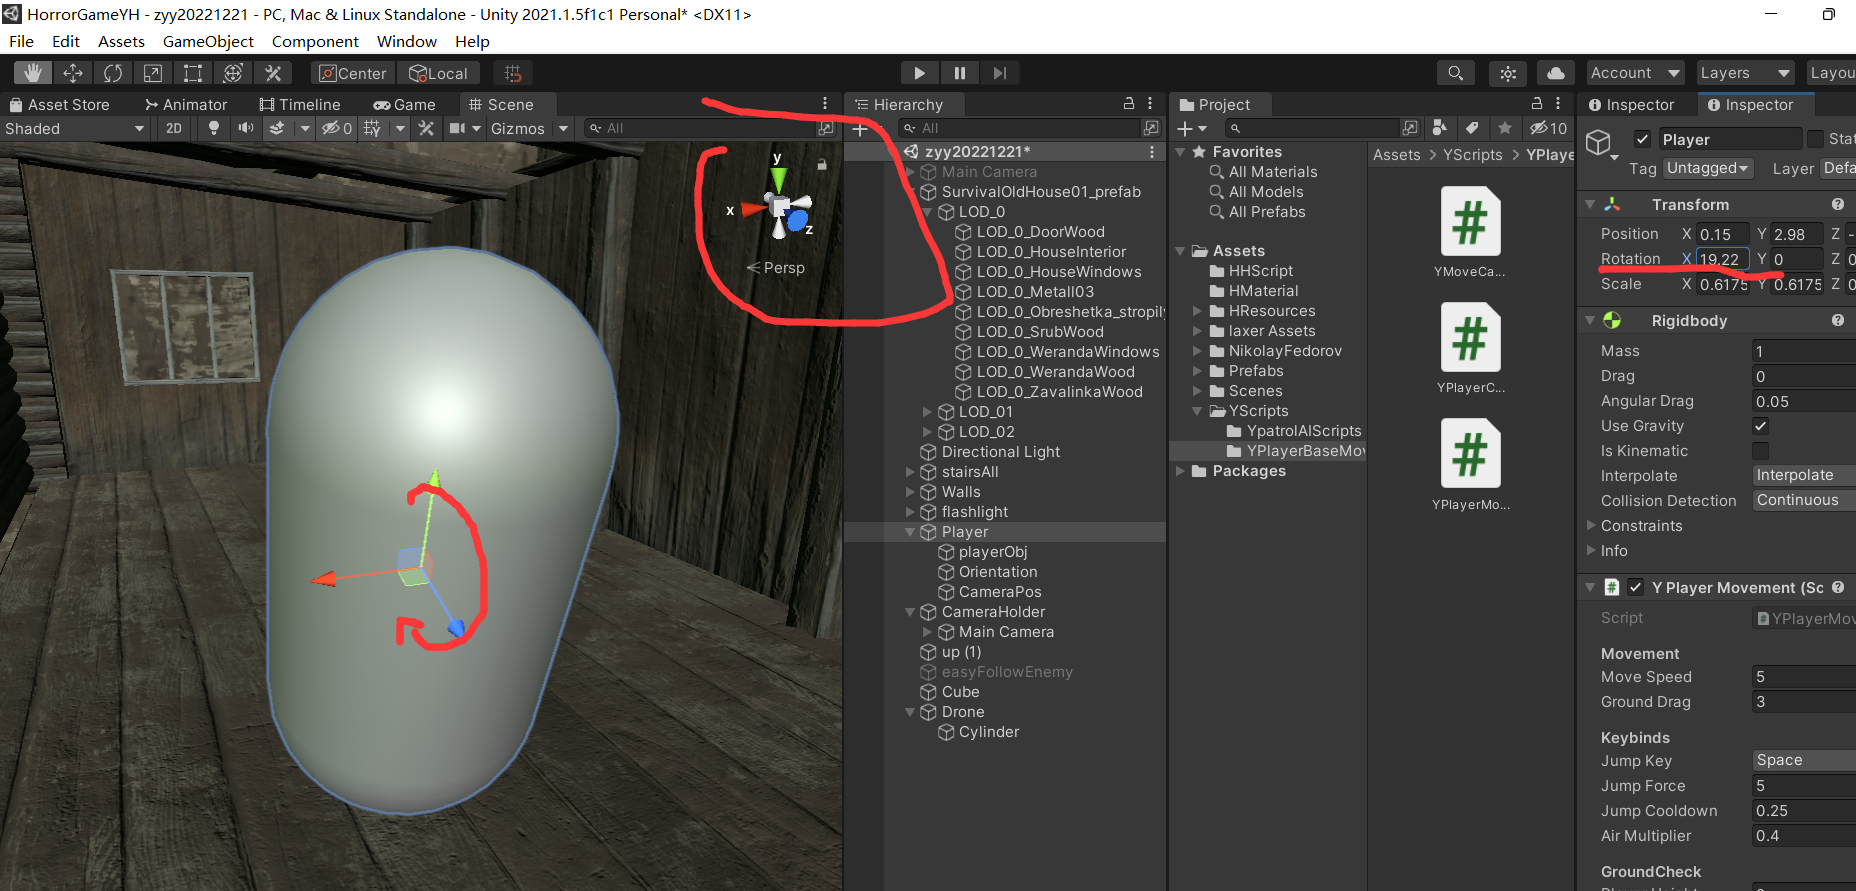 HorrorGameYH - zyy20221221 - PC, Mac & Linux Standalone - Unity 2021.1.5f1c1 Personal* <DX11>
File Edit Assets GameObject Component Window Help
Center Local Account Layers Layou
Asset Store Animator Timeline Game Scene
Shaded 2D 0 Gizmos All
y
x
z
Persp
Hierarchy
All
zyy20221221*
Main Camera
SurvivalOldHouse01_prefab
LOD_0
LOD_0_DoorWood
LOD_0_HouseInterior
LOD_0_HouseWindows
LOD_0_Metall03
LOD_0_Obreshetka_stropily
LOD_0_SrubWood
LOD_0_WerandaWindows
LOD_0_WerandaWood
LOD_0_ZavalinkaWood
LOD_01
LOD_02
Directional Light
stairsAll
Walls
flashlight
Player
playerObj
Orientation
CameraPos
CameraHolder
Main Camera
up (1)
easyFollowEnemy
Cube
Drone
Cylinder
Project
10
Favorites
All Materials
All Models
All Prefabs
Assets
HHScript
HMaterial
HResources
laxer Assets
NikolayFedorov
Prefabs
Scenes
YScripts
YpatrolAIScripts
YPlayerBaseMov
Packages
Assets > YScripts > YPlaye
YMoveCa...
YPlayerC...
YPlayerMo...
Inspector Inspector
Player Stat
Tag Untagged Layer Defa
Transform
Position X 0.15 Y 2.98 Z -
Rotation X 19.22 Y 0 Z 0
Scale X 0.6175 Y 0.6175 Z 0
Rigidbody
Mass 1
Drag 0
Angular Drag 0.05
Use Gravity
Is Kinematic
Interpolate Interpolate
Collision Detection Continuous
Constraints
Info
Y Player Movement (Sc
Script YPlayerMov
Movement
Move Speed 5
Ground Drag 3
Keybinds
Jump Key Space
Jump Force 5
Jump Cooldown 0.25
Air Multiplier 0.4
GroundCheck